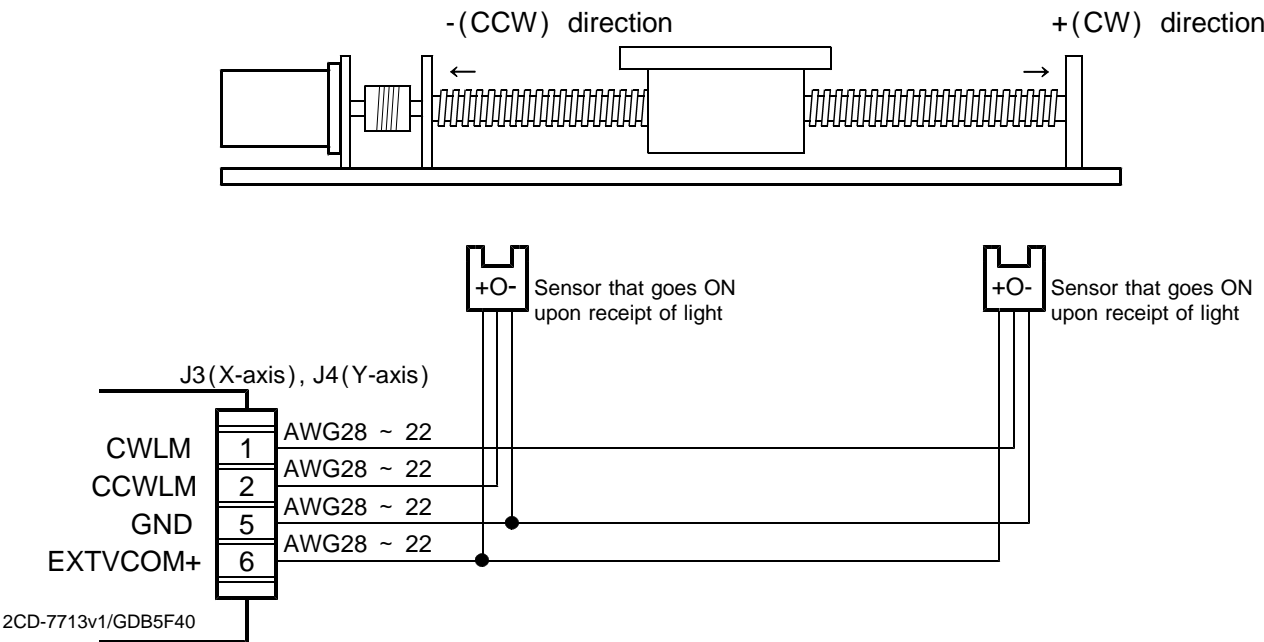 -(CCW) direction
+(CW) direction
←
→
+O-
Sensor that goes ON
upon receipt of light
+O-
Sensor that goes ON
upon receipt of light
J3(X-axis), J4(Y-axis)
CWLM 1 AWG28 ~ 22
CCWLM 2 AWG28 ~ 22
GND 5 AWG28 ~ 22
EXTVCOM+ 6 AWG28 ~ 22
2CD-7713v1/GDB5F40